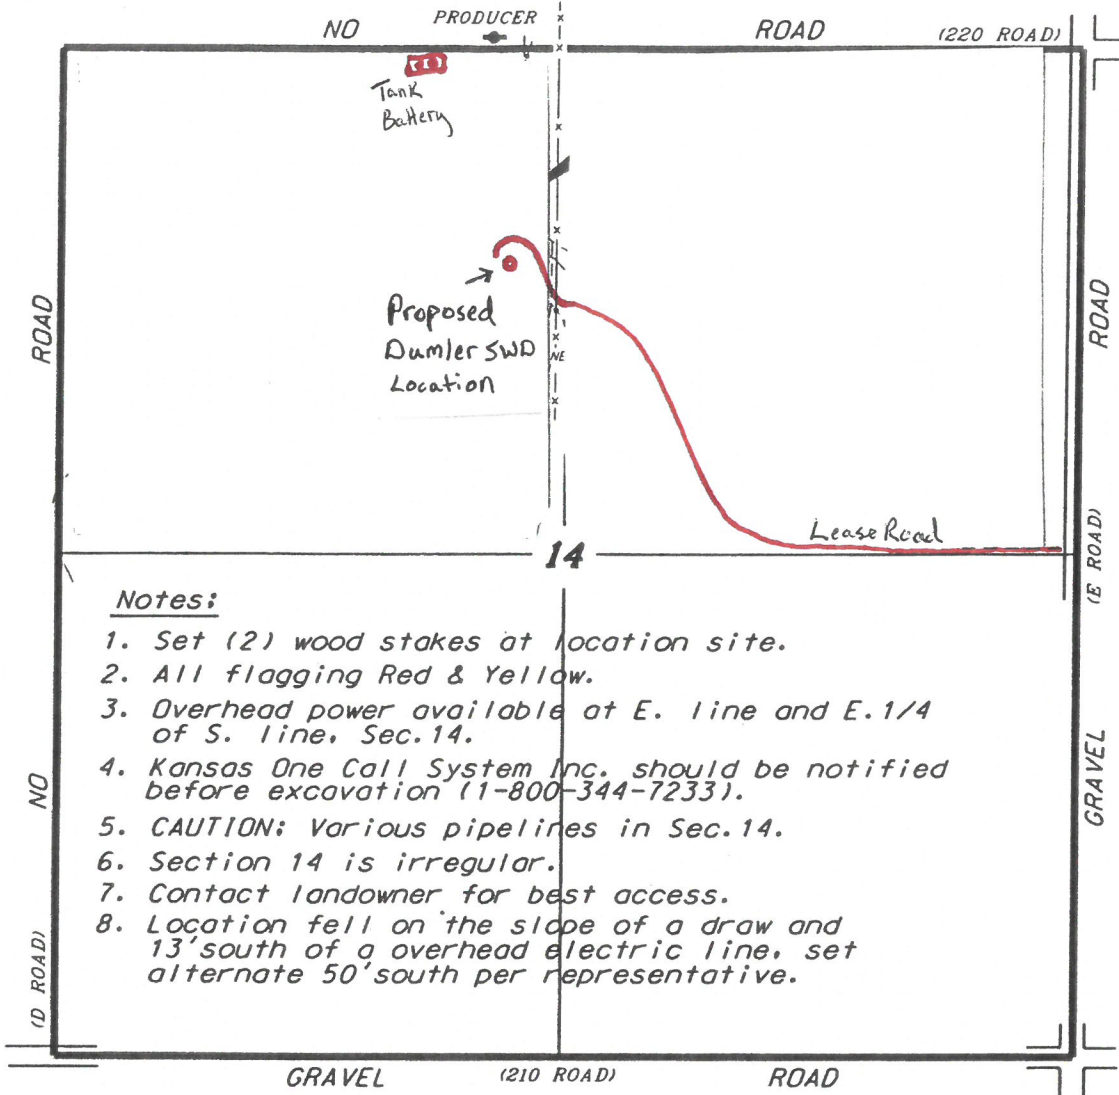 NO
PRODUCER
ROAD
(220 ROAD)
Tank
Battery
ROAD
ROAD
Proposed
Dumler SWD
Location
NE
Lease Road
(E ROAD)
14
Notes:
1. Set (2) wood stakes at location site.
2. All flagging Red & Yellow.
3. Overhead power available at E. line and E.1/4
of S. line, Sec.14.
4. Kansas One Call System Inc. should be notified
before excavation (1-800-344-7233).
5. CAUTION: Various pipelines in Sec.14.
6. Section 14 is irregular.
7. Contact landowner for best access.
8. Location fell on the slope of a draw and
13'south of a overhead electric line, set
alternate 50'south per representative.
NO
GRAVEL
(D ROAD)
GRAVEL
(210 ROAD)
ROAD